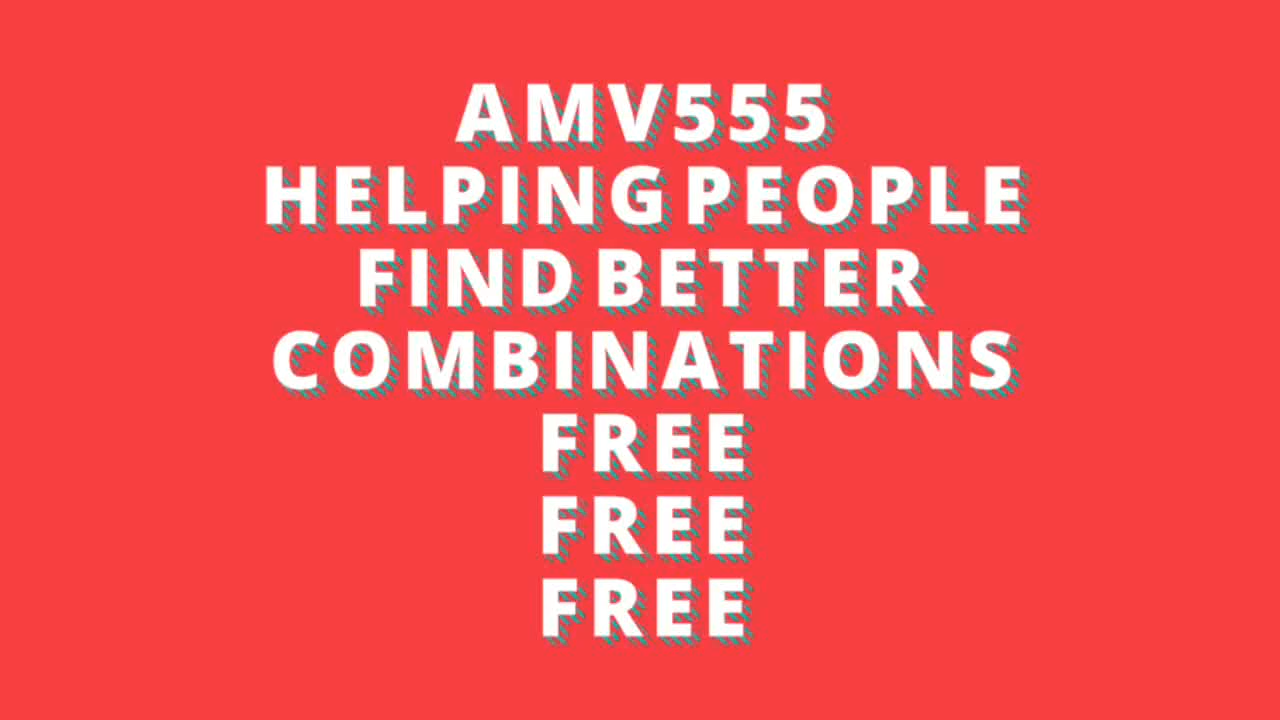 AMV555
HELPING PEOPLE
FIND BETTER
COMBINATIONS
FREE
FREE
FREE